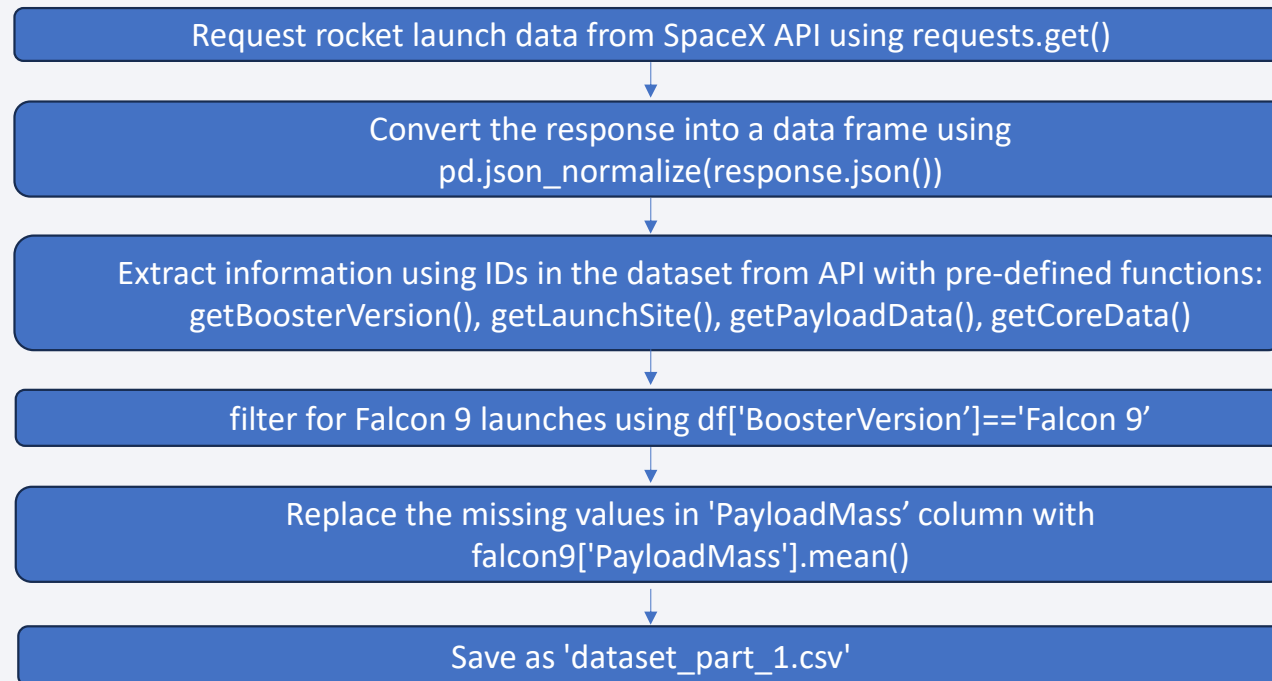 Request rocket launch data from SpaceX API using requests.get()
Convert the response into a data frame using
pd.json_normalize(response.json())
Extract information using IDs in the dataset from API with pre-defined functions:
getBoosterVersion(), getLaunchSite(), getPayloadData(), getCoreData()
filter for Falcon 9 launches using df['BoosterVersion’]=='Falcon 9’
Replace the missing values in 'PayloadMass’ column with
falcon9['PayloadMass'].mean()
Save as 'dataset_part_1.csv'